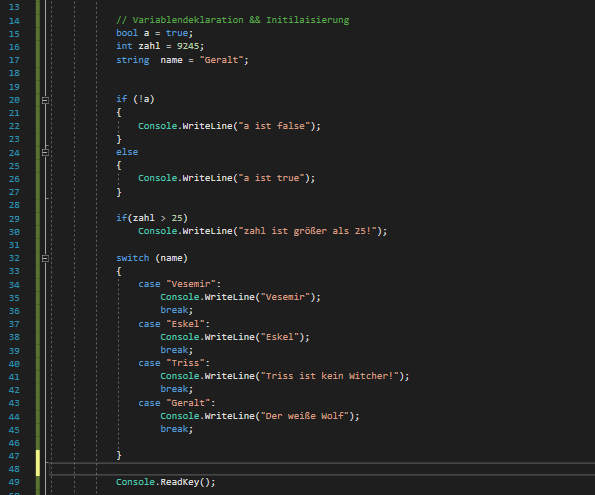 13
14 // Variablendeklaration && Initilaisierung
15 bool a = true;
16 int zahl = 9245;
17 string  name = "Geralt";
18
19
20 if (!a)
21 {
22 Console.WriteLine("a ist false");
23 }
24 else
25 {
26 Console.WriteLine("a ist true");
27 }
28
29 if(zahl > 25)
30 Console.WriteLine("zahl ist größer als 25!");
31
32 switch (name)
33 {
34 case "Vesemir":
35 Console.WriteLine("Vesemir");
36 break;
37 case "Eskel":
38 Console.WriteLine("Eskel");
39 break;
40 case "Triss":
41 Console.WriteLine("Triss ist kein Witcher!");
42 break;
43 case "Geralt":
44 Console.WriteLine("Der weiße Wolf");
45 break;
46
47 }
48
49 Console.ReadKey();